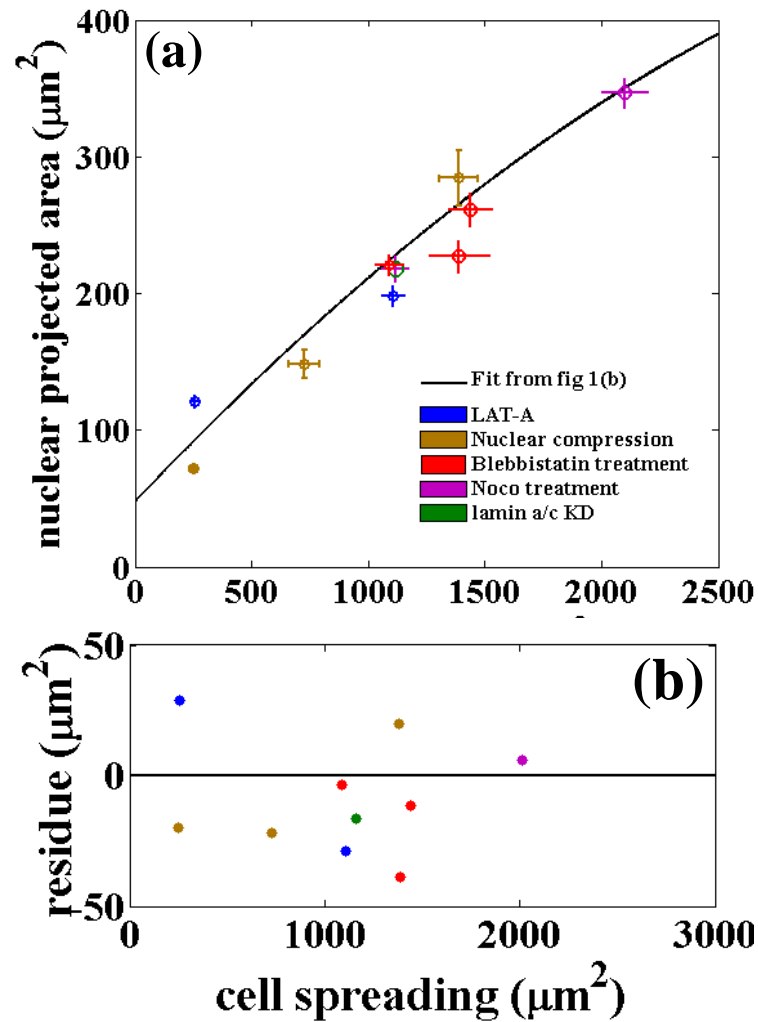 (a)
nuclear projected area (μm²)
400
300
200
100
0
Fit from fig 1(b)
LAT-A
Nuclear compression
Blebbistatin treatment
Noco treatment
lamin a/c KD
0 500 1000 1500 2000 2500
(b)
residue (μm²)
50
0
-50
0 1000 2000 3000
cell spreading (μm²)